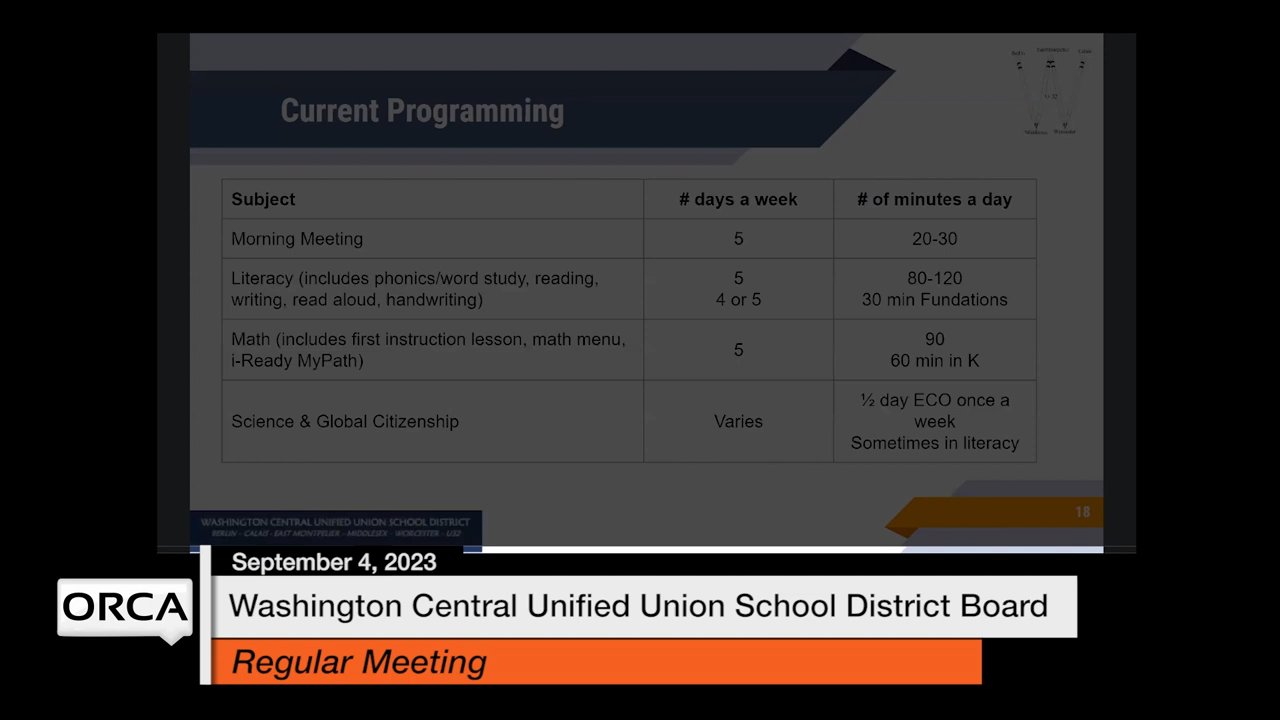 Current Programming
Subject # days a week # of minutes a day
Morning Meeting 5 20-30
Literacy (includes phonics/word study, reading,
writing, read aloud, handwriting)
5
4 or 5
80-120
30 min Fundations
Math (includes first instruction lesson, math menu,
i-Ready MyPath)
5
90
60 min in K
Science & Global Citizenship
Varies
½ day ECO once a
week
Sometimes in literacy
18
WASHINGTON CENTRAL UNIFIED UNION SCHOOL DISTRICT
BERLIN - CALAIS - EAST MONTPELIER - MIDDLESEX - WORCESTER - U32
September 4, 2023
ORCA
Washington Central Unified Union School District Board
Regular Meeting